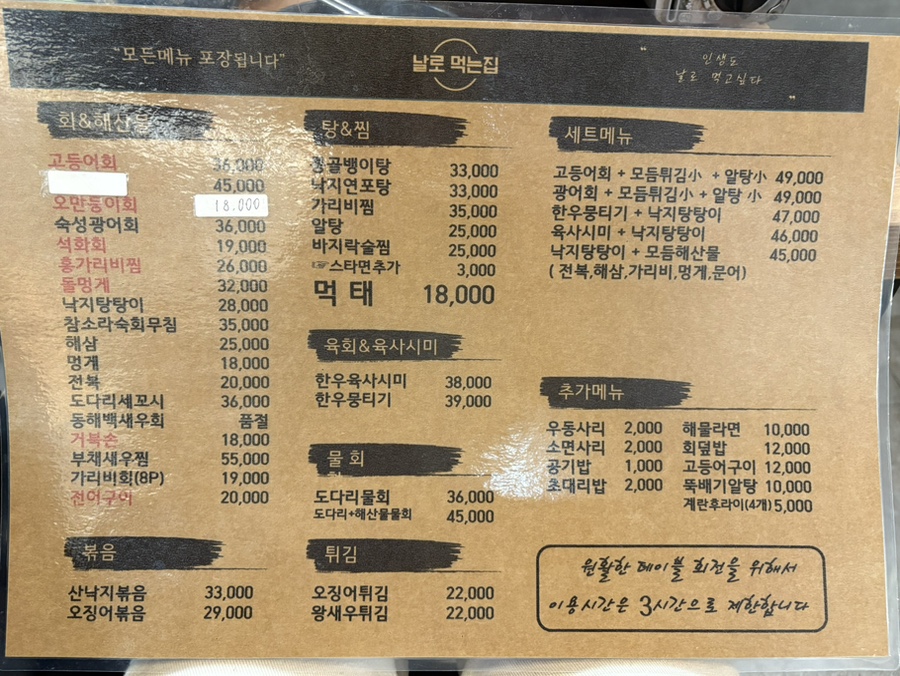 "모든메뉴 포장됩니다"
날로 먹는집
"인생도
날로 먹고싶다"
회&해산물
고등어회 36,000
45,000
오만둥이회 18.000
숙성광어회 36,000
석화회 19,000
홍가리비찜 26,000
돌멍게 32,000
낙지탕탕이 28,000
참소라숙회무침 35,000
해삼 25,000
멍게 18,000
전복 20,000
도다리세꼬시 36,000
동해백새우회 품절
거북손 18,000
부채새우찜 55,000
가리비회(8P) 19,000
전어구이 20,000
볶음
산낙지볶음 33,000
오징어볶음 29,000
탕&찜
골뱅이탕 33,000
낙지연포탕 33,000
가리비찜 35,000
알탕 25,000
바지락술찜 25,000
☞스타면추가 3,000
먹태 18,000
육회&육사시미
한우육사시미 38,000
한우뭉티기 39,000
물회
도다리물회 36,000
도다리+해산물물회 45,000
튀김
오징어튀김 22,000
왕새우튀김 22,000
세트메뉴
고등어회 + 모듬튀김小 + 알탕小 49,000
광어회 + 모듬튀김小 + 알탕 小 49,000
한우뭉티기 + 낙지탕탕이 47,000
육사시미 + 낙지탕탕이 46,000
낙지탕탕이 + 모듬해산물 45,000
( 전복,해삼,가리비,멍게,문어)
추가메뉴
우동사리 2,000
소면사리 2,000
공기밥 1,000
초대리밥 2,000
해물라면 10,000
회덮밥 12,000
고등어구이 12,000
뚝배기알탕 10,000
계란후라이(4개) 5,000
원활한 테이블 회전을 위해서
이용시간은 3시간으로 제한합니다